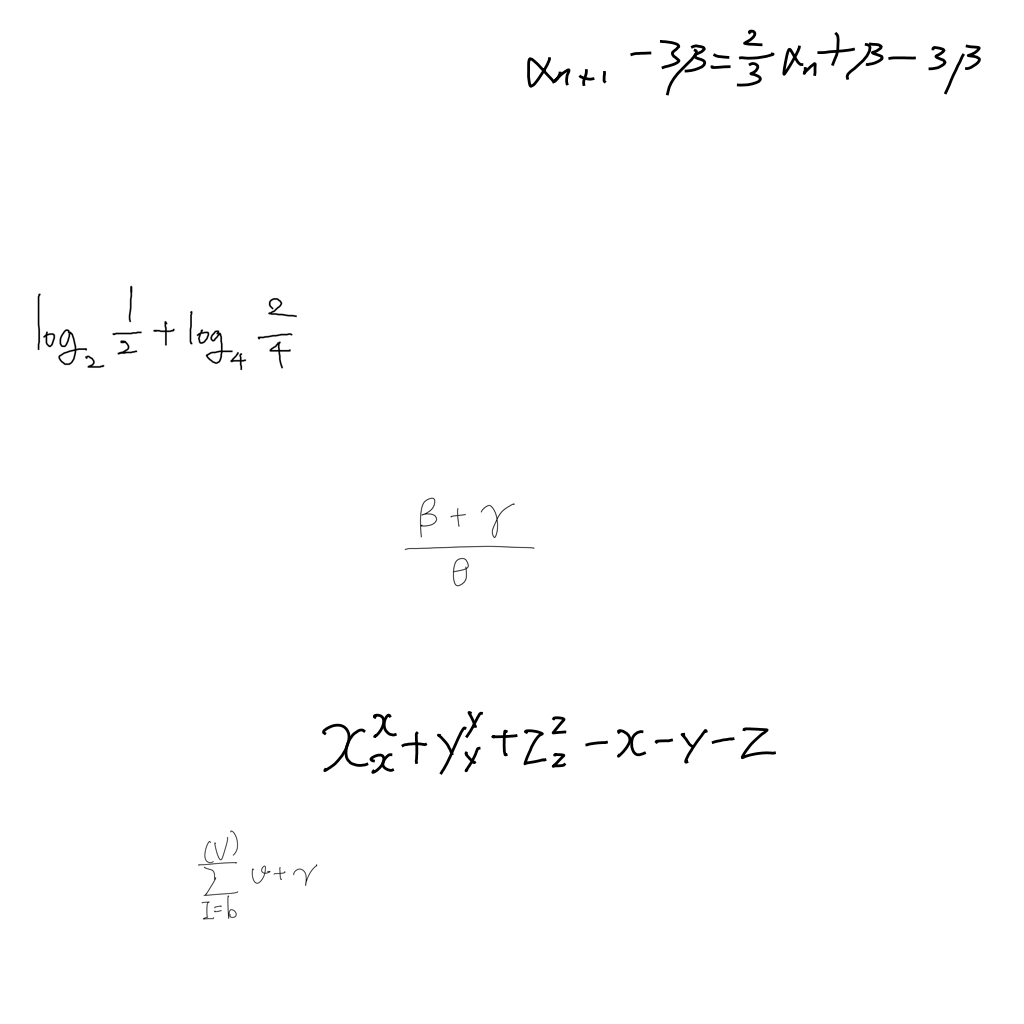 \alpha_{n+1} - 3\beta = \frac{2}{3} \alpha_n + \beta - 3\beta
\log_2 \frac{1}{2} + \log_4 \frac{2}{4}
\frac{\beta + \gamma}{\theta}
x_x^x + y_y^y + z_z^z - x - y - z
\sum_{I=b}^{(V)} v + \gamma